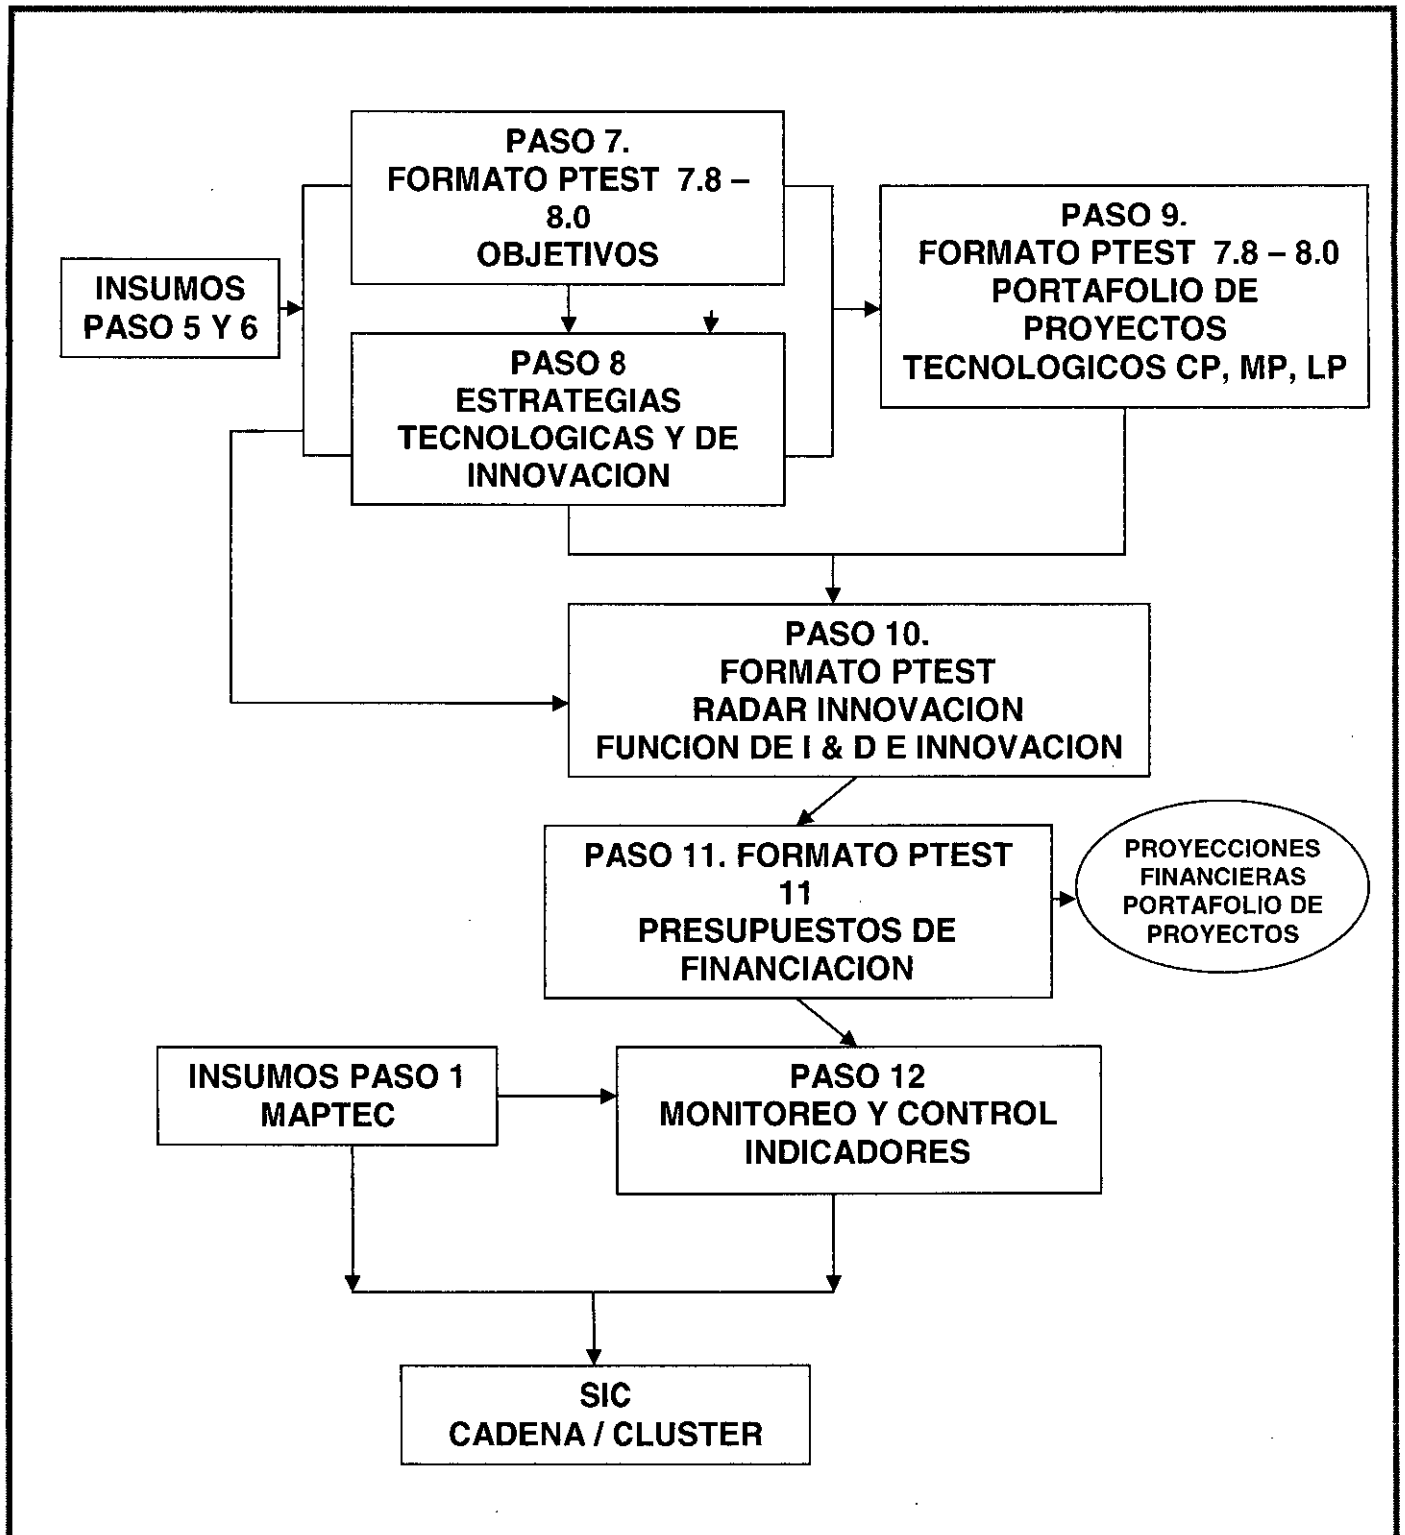 PASO 7.
FORMATO PTEST 7.8 –
8.0
OBJETIVOS
INSUMOS
PASO 5 Y 6
PASO 8
ESTRATEGIAS
TECNOLOGICAS Y DE
INNOVACION
PASO 9.
FORMATO PTEST 7.8 – 8.0
PORTAFOLIO DE
PROYECTOS
TECNOLOGICOS CP, MP, LP
PASO 10.
FORMATO PTEST
RADAR INNOVACION
FUNCION DE I & D E INNOVACION
PASO 11. FORMATO PTEST
11
PRESUPUESTOS DE
FINANCIACION
PROYECCIONES
FINANCIERAS
PORTAFOLIO DE
PROYECTOS
INSUMOS PASO 1
MAPTEC
PASO 12
MONITOREO Y CONTROL
INDICADORES
SIC
CADENA / CLUSTER